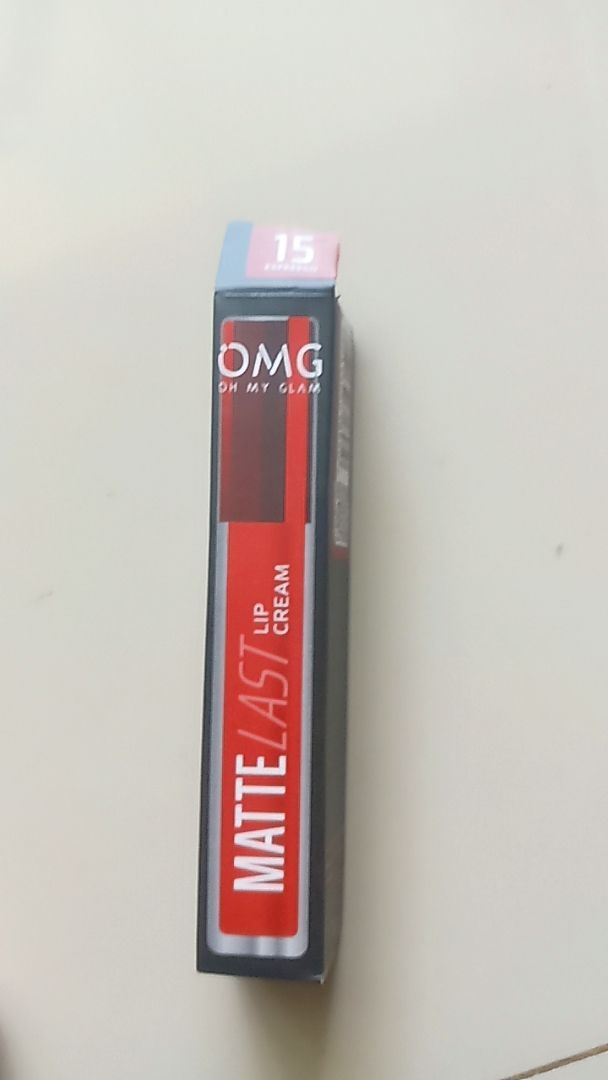 15
OMG
OH MY GLAM
MATTE LAST
LIP
CREAM